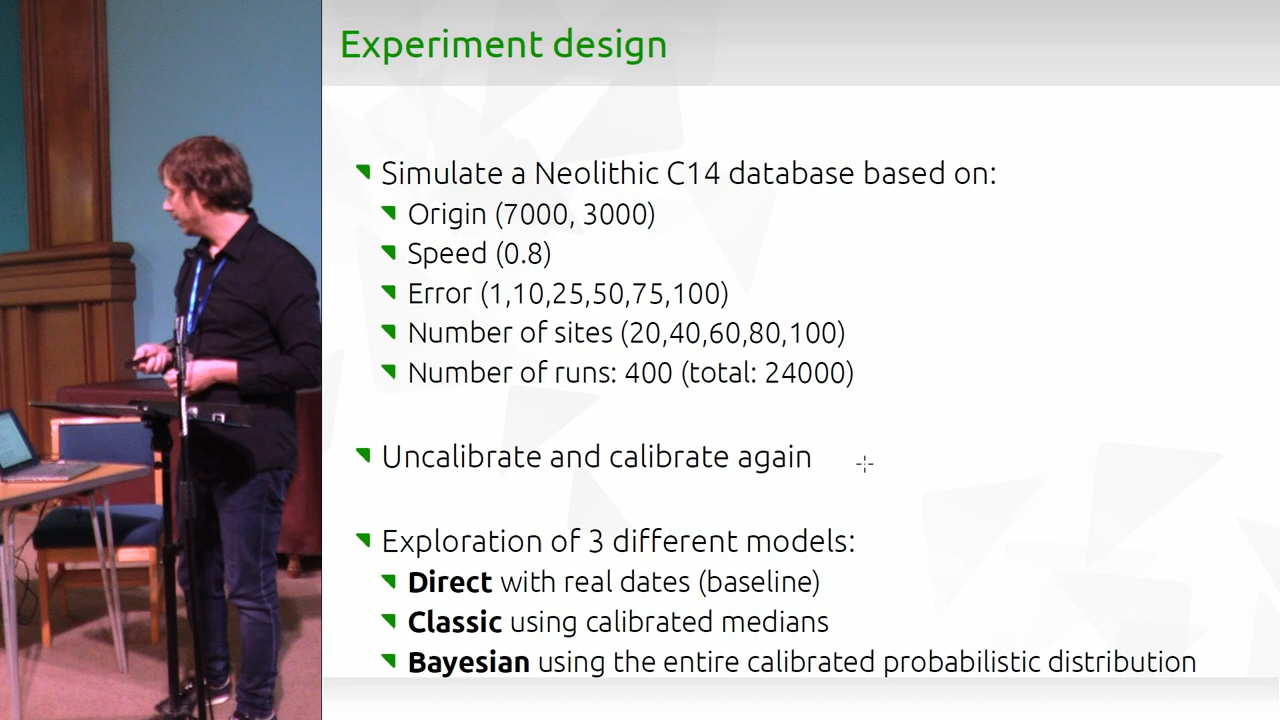 Experiment design
Simulate a Neolithic C14 database based on:
Origin (7000, 3000)
Speed (0.8)
Error (1,10,25,50,75,100)
Number of sites (20,40,60,80,100)
Number of runs: 400 (total: 24000)
Uncalibrate and calibrate again
Exploration of 3 different models:
Direct with real dates (baseline)
Classic using calibrated medians
Bayesian using the entire calibrated probabilistic distribution